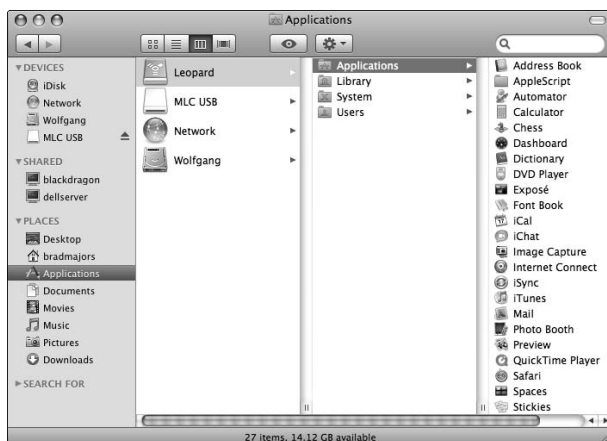 Applications
DEVICES
iDisk
Network
Wolfgang
MLC USB
SHARED
blackdragon
dellserver
PLACES
Desktop
bradmajors
Applications
Documents
Movies
Music
Pictures
Downloads
SEARCH FOR
Leopard
MLC USB
Network
Wolfgang
Applications
Library
System
Users
Address Book
AppleScript
Automator
Calculator
Chess
Dashboard
Dictionary
DVD Player
Exposé
Font Book
iCal
iChat
Image Capture
Internet Connect
iSync
iTunes
Mail
Photo Booth
Preview
QuickTime Player
Safari
Spaces
Stickies
27 items, 14.12 GB available